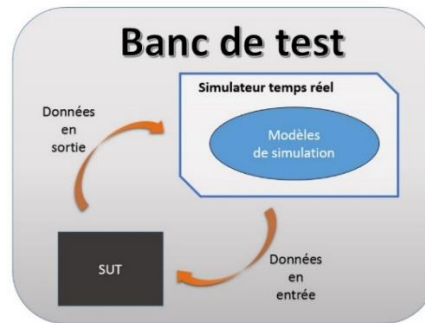 Banc de test
Simulateur temps réel
Données
en
sortie
Modèles
de simulation
SUT
Données
en
entrée